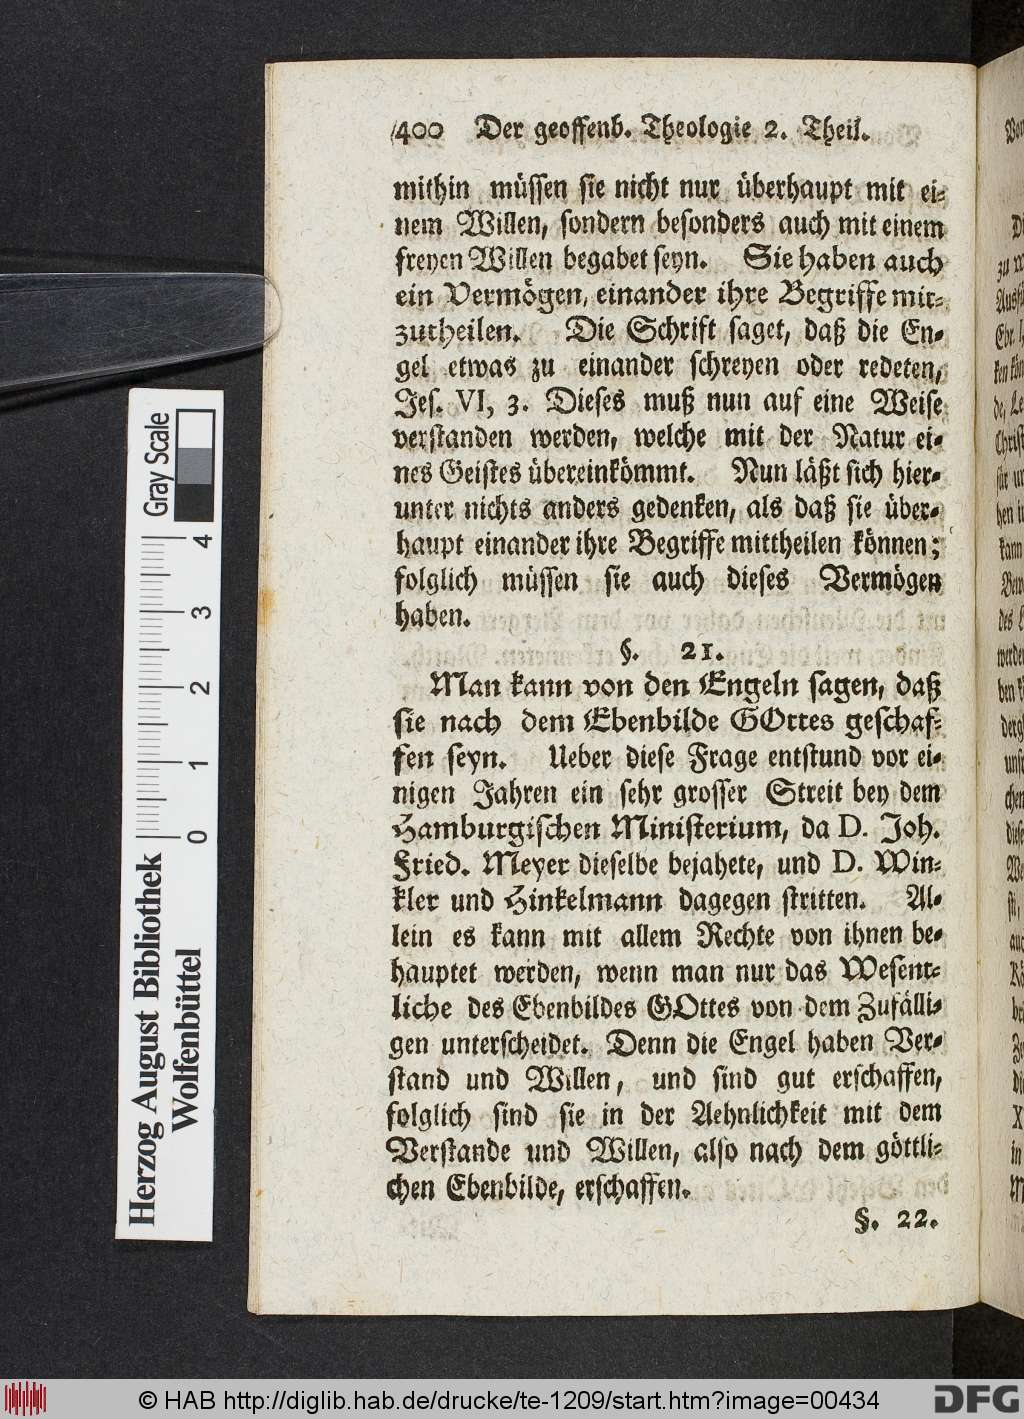 400 Der geoffenb. Theologie 2. Theil.
mithin müssen sie nicht nur überhaupt mit ei-
nem Willen, sondern besonders auch mit einem
freyen Willen begabet seyn. Sie haben auch
ein Vermögen, einander ihre Begriffe mit-
zutheilen. Die Schrift saget, daß die En-
gel etwas zu einander schreyen oder redeten,
Jes. VI, 3. Dieses muß nun auf eine Weise
verstanden werden, welche mit der Natur ei-
nes Geistes übereinkömmt. Nun läßt sich hier-
unter nichts anders gedenken, als daß sie über-
haupt einander ihre Begriffe mittheilen können;
folglich müssen sie auch dieses Vermögen
haben.
§. 21.
Man kann von den Engeln sagen, daß
sie nach dem Ebenbilde GOttes geschaf-
fen seyn. Ueber diese Frage entstund vor ei-
nigen Jahren ein sehr grosser Streit bey dem
Hamburgischen Ministerium, da D. Joh.
Fried. Meyer dieselbe bejahete, und D. Win-
kler und Hinkelmann dagegen stritten. Al-
lein es kann mit allem Rechte von ihnen be-
hauptet werden, wenn man nur das Wesent-
liche des Ebenbildes GOttes von dem Zufälli-
gen unterscheidet. Denn die Engel haben Ver-
stand und Willen, und sind gut erschaffen,
folglich sind sie in der Aehnlichkeit mit dem
Verstande und Willen, also nach dem göttli-
chen Ebenbilde, erschaffen.
§. 22.
Gray Scale
0 1 2 3 4
Herzog August Bibliothek
Wolfenbüttel
© HAB http://diglib.hab.de/drucke/te-1209/start.htm?image=00434
DFG